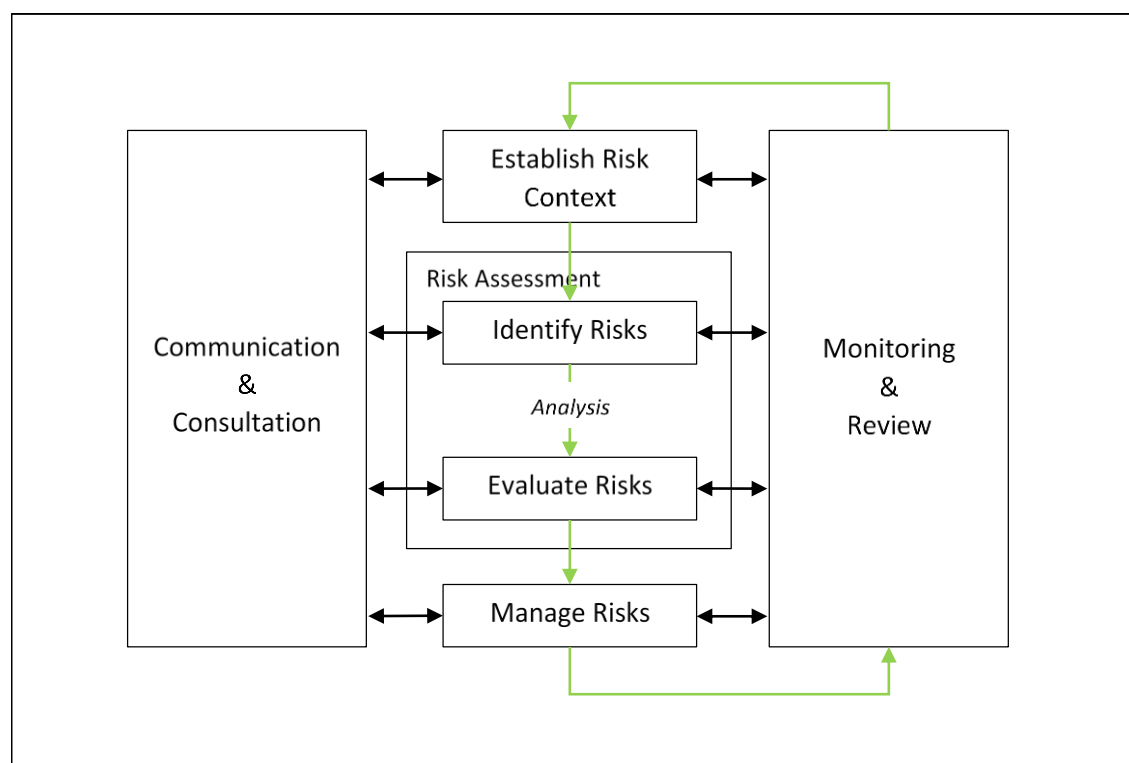 Establish Risk
Context
Risk Assessment
Identify Risks
Communication
&
Consultation
Analysis
Monitoring
&
Review
Evaluate Risks
Manage Risks